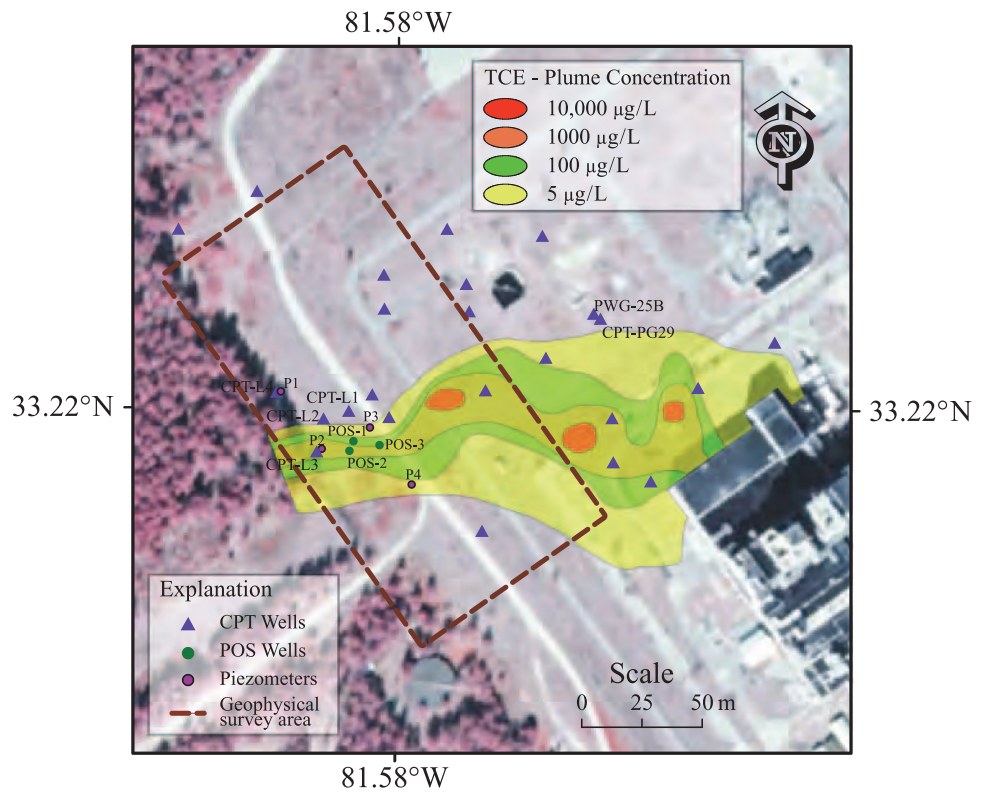 81.58°W
TCE - Plume Concentration
10,000 µg/L
1000 µg/L
100 µg/L
5 µg/L
N
PWG-25B
CPT-PG29
CPT-L4
P1
CPT-L1
33.22°N
33.22°N
CPT-L2
P3
POS-1
P2
POS-3
CPT-L3
POS-2
P4
Explanation
CPT Wells
POS Wells
Piezometers
Geophysical
survey area
Scale
0 25 50 m
81.58°W